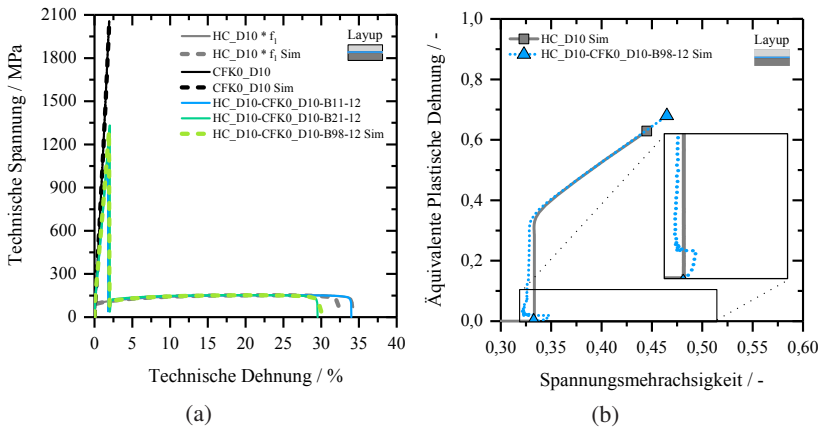 2100
1800
1500
1200
900
600
300
0
0 5 10 15 20 25 30 35 40
Technische Spannung / MPa
Technische Dehnung / %
HC_D10 * f1
HC_D10 * f1 Sim
CFK0_D10
CFK0_D10 Sim
HC_D10-CFK0_D10-B11-12
HC_D10-CFK0_D10-B21-12
HC_D10-CFK0_D10-B98-12 Sim
Layup
(a)
HC_D10 Sim
HC_D10-CFK0_D10-B98-12 Sim
Layup
1,0
0,8
0,6
0,4
0,2
0,0
0,30 0,35 0,40 0,45 0,50 0,55 0,60
Äquivalente Plastische Dehnung / -
Spannungsmehrachsigkeit / -
(b)